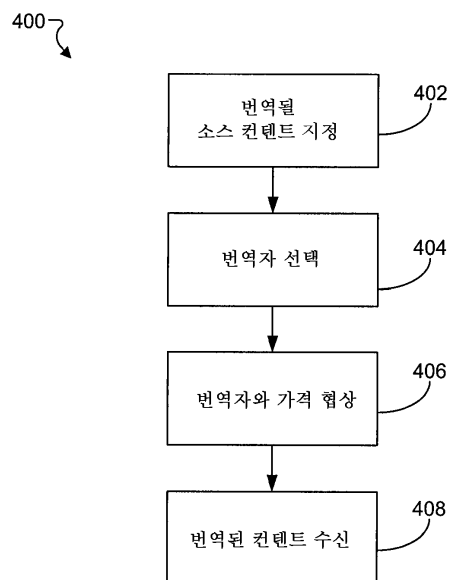 400
번역될
소스 컨텐트 지정
402
번역자 선택
404
번역자와 가격 협상
406
번역된 컨텐트 수신
408